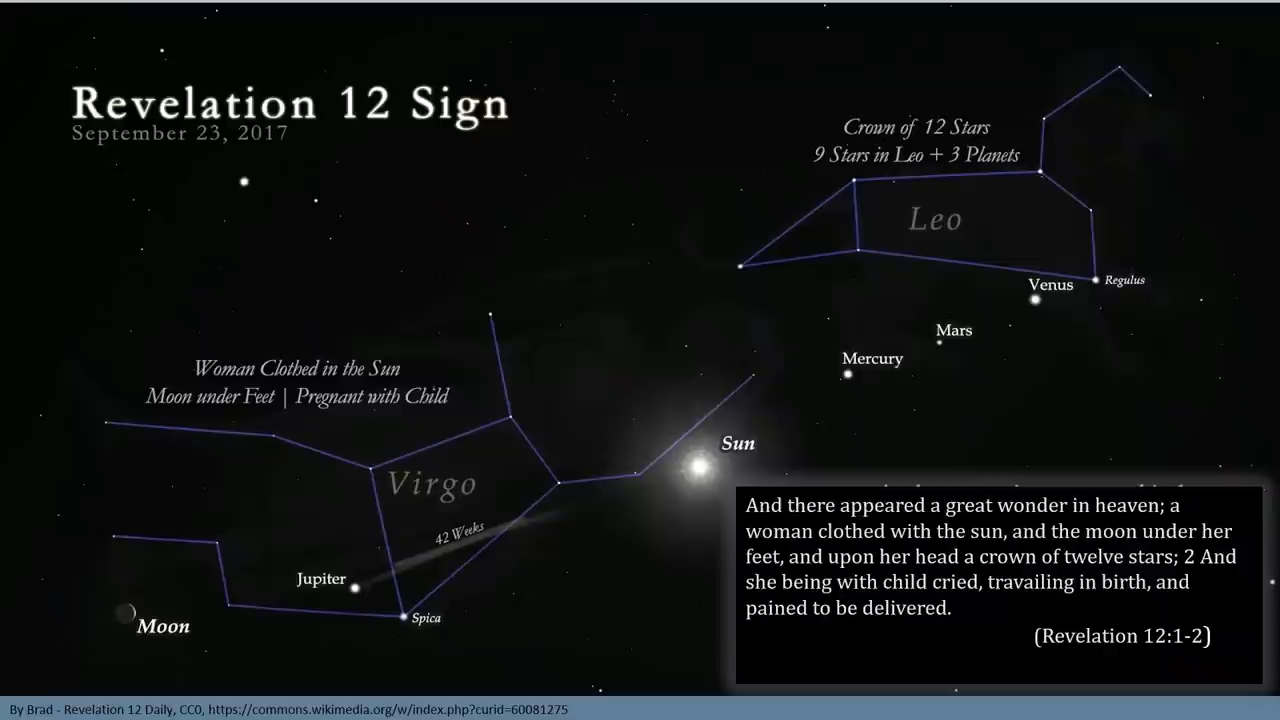 Revelation 12 Sign
September 23, 2017
Crown of 12 Stars
9 Stars in Leo + 3 Planets
Leo
Regulus
Venus
Mars
Mercury
Woman Clothed in the Sun
Moon under Feet | Pregnant with Child
Sun
Virgo
42 Weeks
Jupiter
Spica
Moon
And there appeared a great wonder in heaven; a
woman clothed with the sun, and the moon under her
feet, and upon her head a crown of twelve stars; 2 And
she being with child cried, travailing in birth, and
pained to be delivered.
(Revelation 12:1-2)
By Brad - Revelation 12 Daily, CC0, https://commons.wikimedia.org/w/index.php?curid=60081275